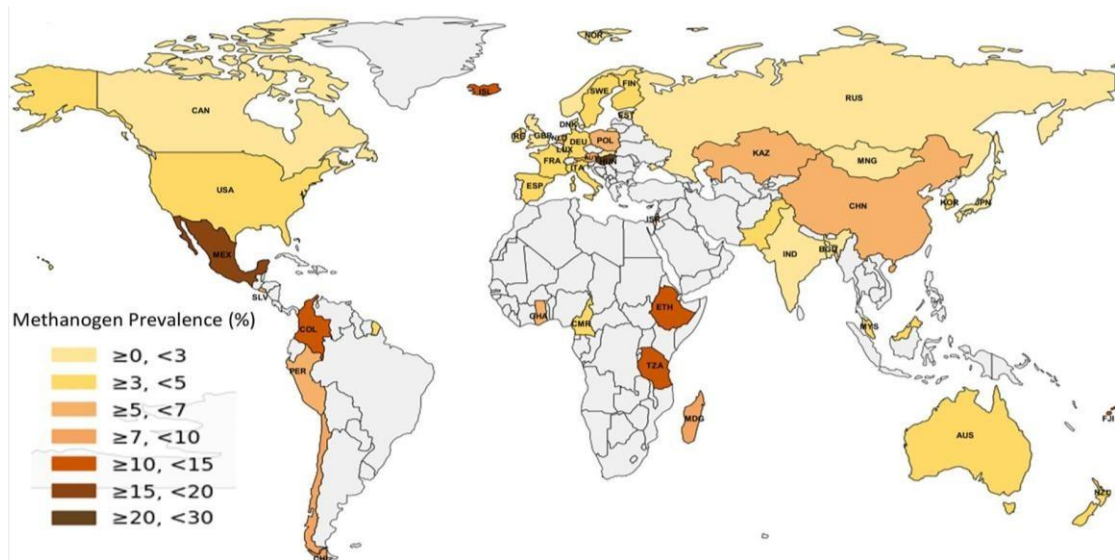 NOR
ISL
FIN
SWE
CAN
RUS
EST
DNK
GBR
DEU
POL
LUX
KAZ
MNG
FRA
ITA
USA
ESP
KOR
JPN
CHN
ISR
MEX
IND
BGD
SLV
GHA
ETH
CMR
MYS
COL
TZA
PER
MDG
FJI
AUS
NZL
Methanogen Prevalence (%)
≥0, <3
≥3, <5
≥5, <7
≥7, <10
≥10, <15
≥15, <20
≥20, <30